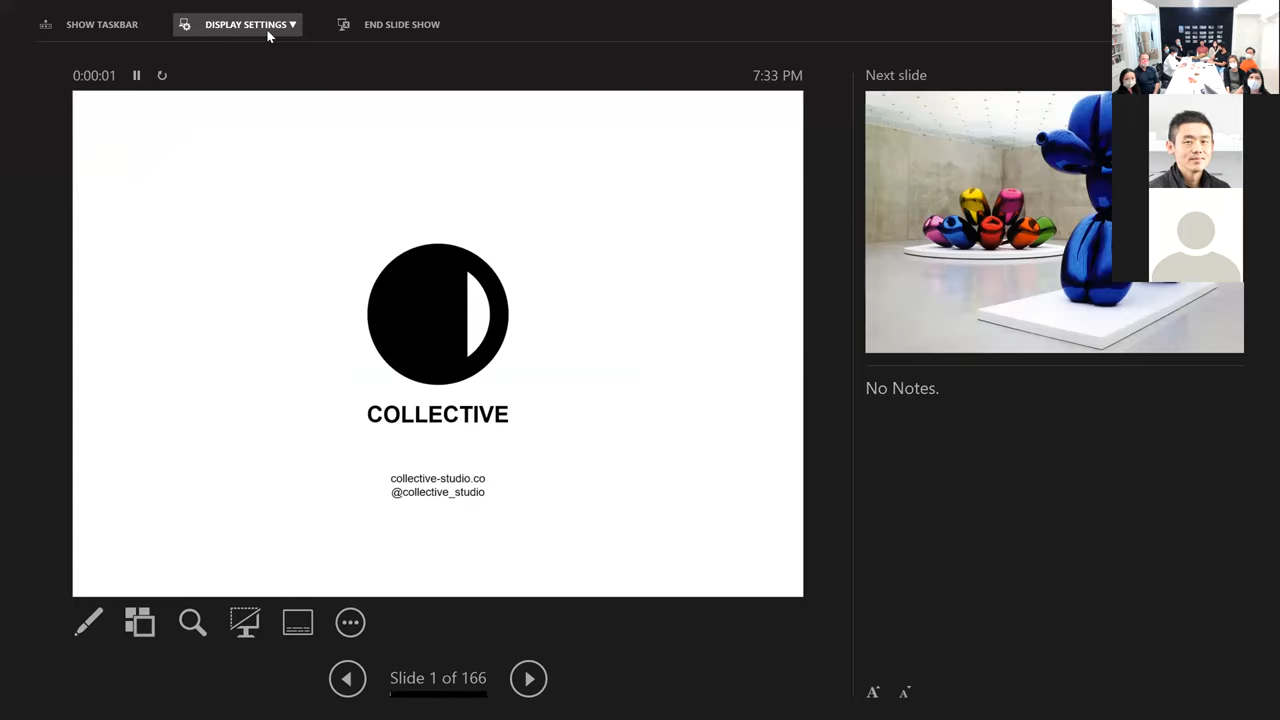 SHOW TASKBAR
DISPLAY SETTINGS ▼
END SLIDE SHOW
0:00:01
7:33 PM
Next slide
COLLECTIVE
collective-studio.co
@collective_studio
No Notes.
Slide 1 of 166
A A